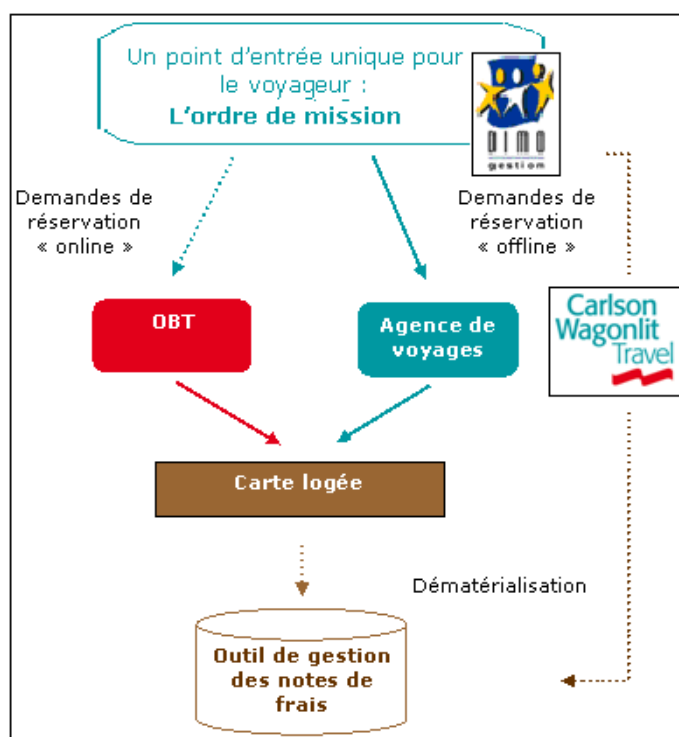 Un point d'entrée unique pour
le voyageur :
L'ordre de mission
DIMO
gestion
Demandes de
réservation
« online »
Demandes de
réservation
« offline »
OBT
Agence de
voyages
Carlson
Wagonlit
Travel
Carte logée
Dématérialisation
Outil de gestion
des notes de
frais